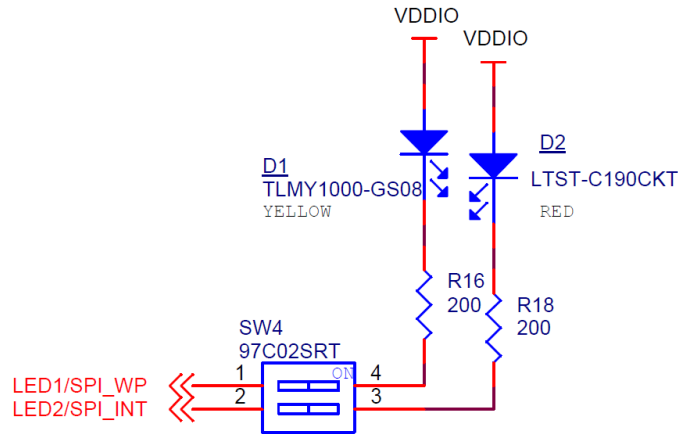 VDDIO
VDDIO
D1
TLMY1000-GS08
YELLOW
D2
LTST-C190CKT
RED
R16
200
R18
200
SW4
97C02SRT
ON
LED1/SPI_WP
1
4
LED2/SPI_INT
2
3